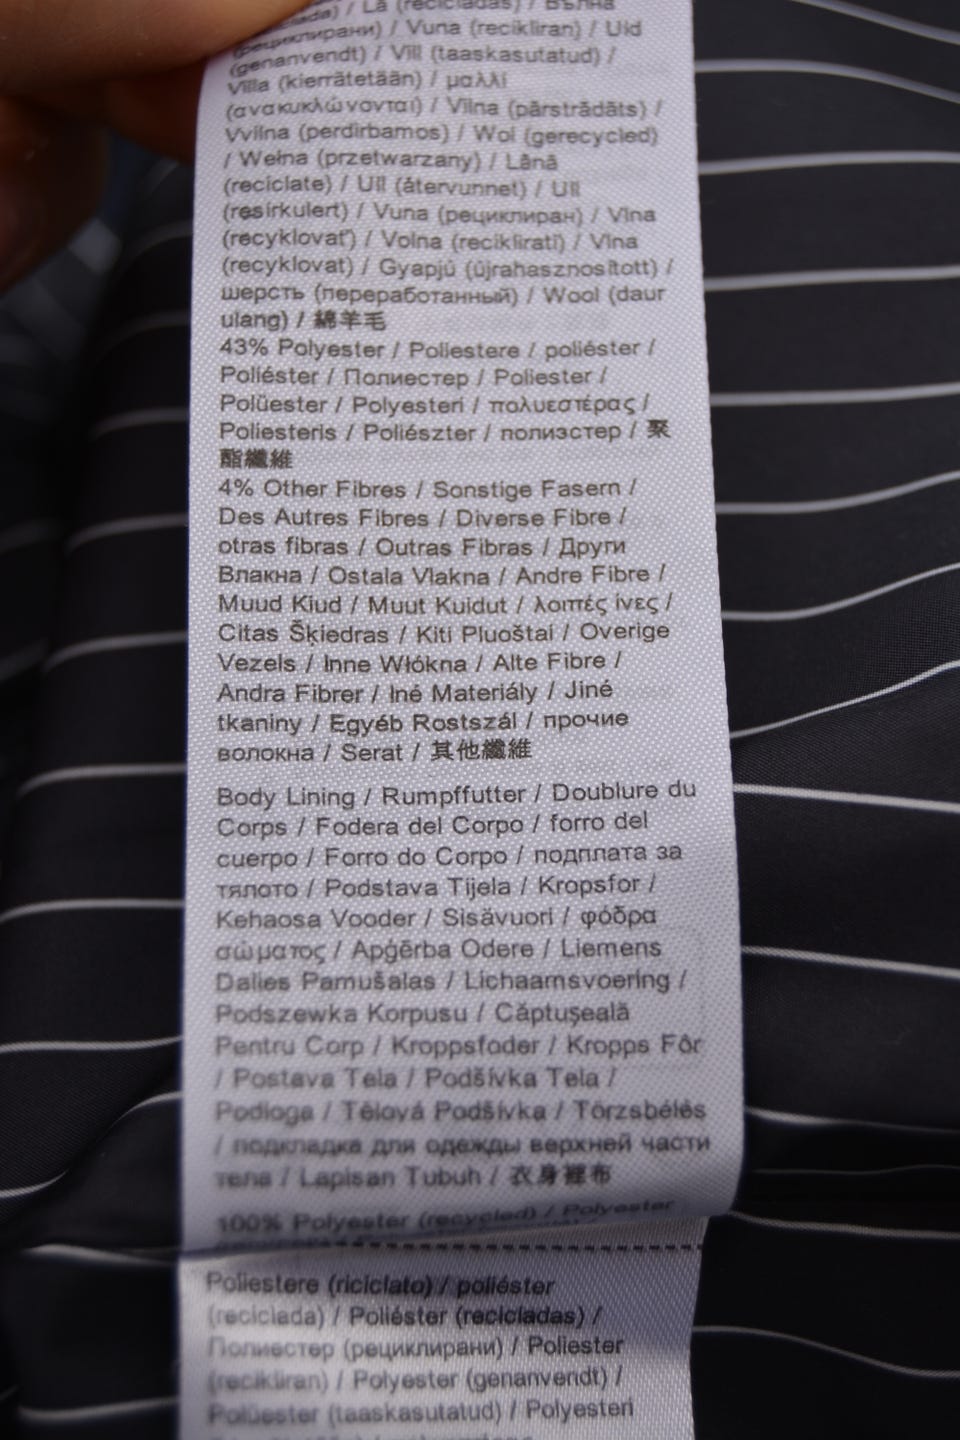 / Lã (recicladas) / Вълна
(рециклирани) / Vuna (recikliran) / Uld
(genanvendt) / Vill (taaskasutatud) /
Villa (kierrätetään) / μαλλί
(ανακυκλώνονται) / Vilna (pārstrādāts) /
Vvilna (perdirbamos) / Wol (gerecycled)
/ Wełna (przetwarzany) / Lână
(reciclate) / Ull (återvunnet) / Ull
(resirkulert) / Vuna (рециклиран) / Vlna
(recyklovať) / Volna (reciklirati) / Vlna
(recyklovat) / Gyapjú (újrahasznosított) /
шерсть (переработанный) / Wool (daur
ulang) / 綿羊毛
43% Polyester / Poliestere / poliéster /
Poliéster / Полиестер / Poliester /
Polüester / Polyesteri / πολυεστέρας /
Poliesteris / Poliészter / полиэстер / 聚
酯纖維
4% Other Fibres / Sonstige Fasern /
Des Autres Fibres / Diverse Fibre /
otras fibras / Outras Fibras / Други
Влакна / Ostala Vlakna / Andre Fibre /
Muud Kiud / Muut Kuidut / λοιπές ίνες /
Citas Šķiedras / Kiti Pluoštai / Overige
Vezels / Inne Włókna / Alte Fibre /
Andra Fibrer / Iné Materiály / Jiné
tkaniny / Egyéb Rostszál / прочие
волокна / Serat / 其他纖維
Body Lining / Rumpffutter / Doublure du
Corps / Fodera del Corpo / forro del
cuerpo / Forro do Corpo / подплата за
тялото / Podstava Tijela / Kropsfor /
Kehaosa Vooder / Sisävuori / φόδρα
σώματος / Apģērba Odere / Liemens
Dalies Pamušalas / Lichaamsvoering /
Podszewka Korpusu / Căptușeală
Pentru Corp / Kroppsfoder / Kropps Fôr
/ Postava Tela / Podšívka Tela /
Podloga / Tělová Podšívka / Törzsbélés
/ подкладка для одежды верхней части
тела / Lapisan Tubuh / 衣身裡布
100% Polyester (recycled) / Polyester
Poliestere (riciclato) / poliéster
(reciclada) / Poliéster (recicladas) /
Полиестер (рециклирани) / Poliester
(recikliran) / Polyester (genanvendt) /
Polüester (taaskasutatud) / Polyesteri